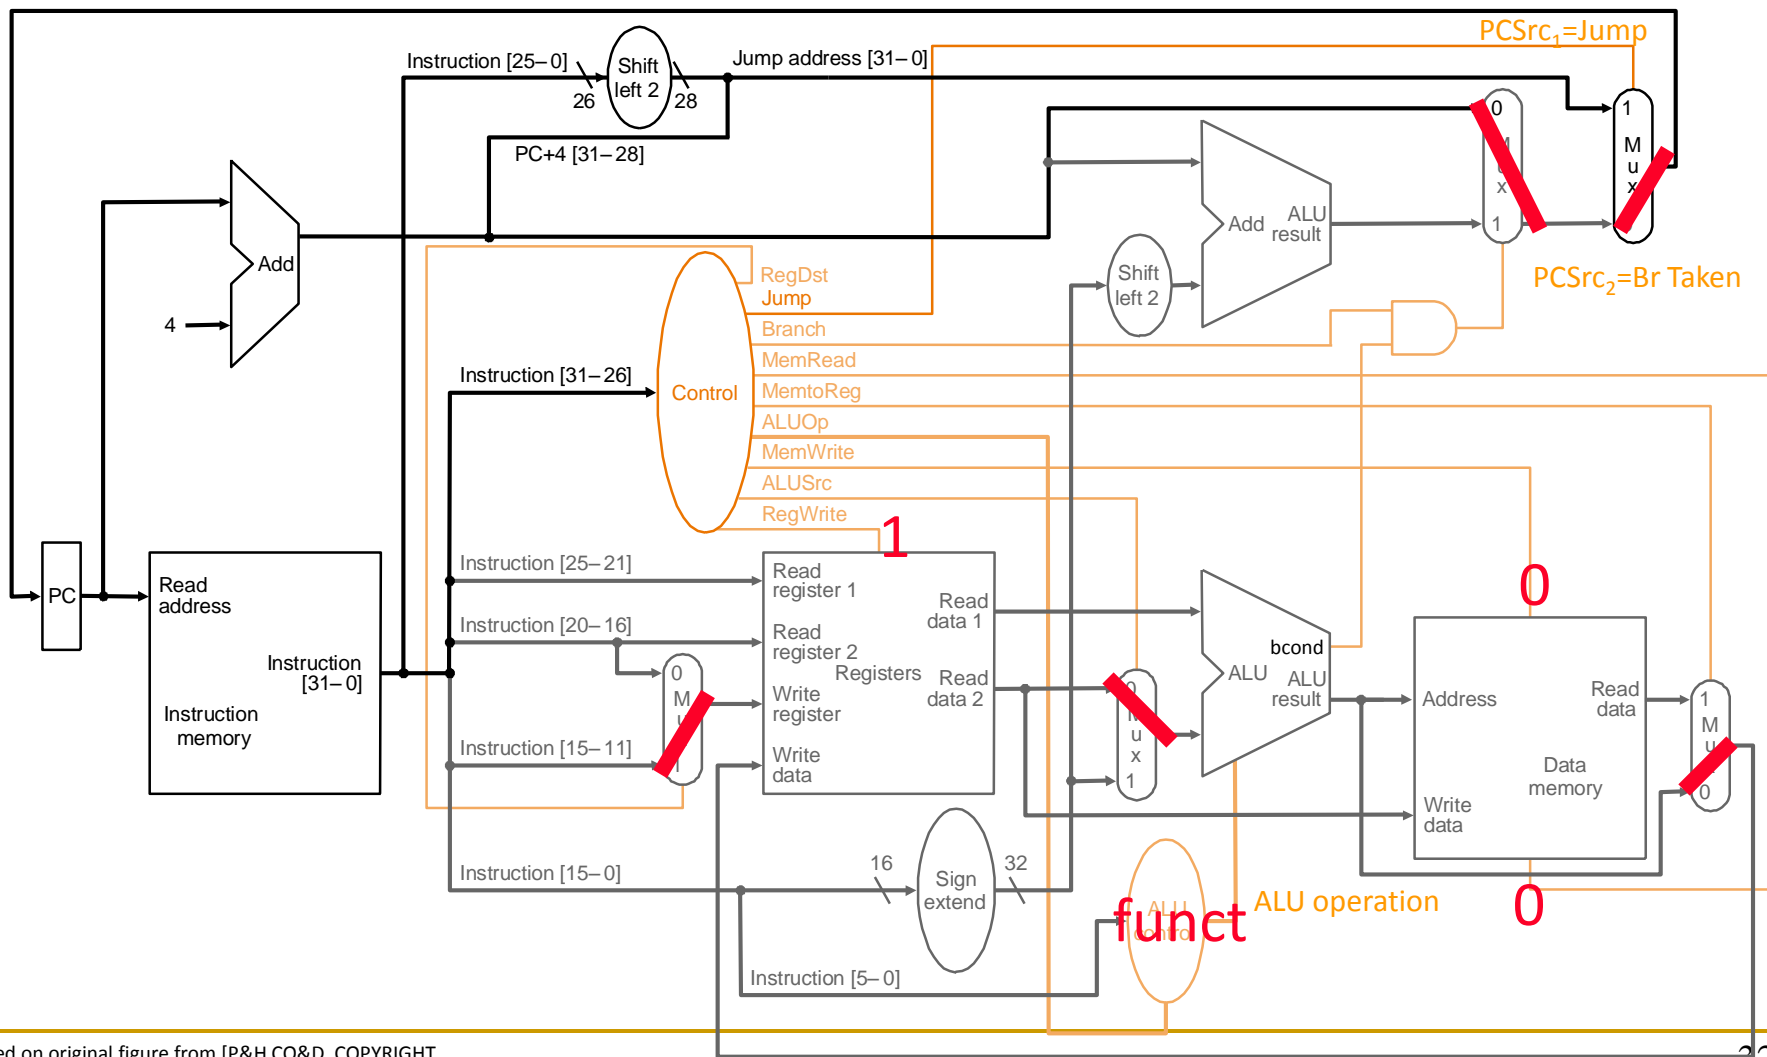 PCSrc1=Jump
Instruction [25–0]
Shift
left 2
Jump address [31–0]
26
28
PC+4 [31–28]
0
M
u
x
1
1
M
u
x
Add
ALU
result
Add
4
Shift
left 2
PCSrc2=Br Taken
RegDst
Jump
Branch
MemRead
MemtoReg
ALUOp
MemWrite
ALUSrc
RegWrite
Instruction [31–26]
Control
1
PC
Read
address
Instruction
[31–0]
Instruction
memory
Instruction [25–21]
Instruction [20–16]
Instruction [15–11]
Instruction [15–0]
Instruction [5–0]
0
M
u
Read
register 1
Read
register 2
Registers
Write
register
Write
data
Read
data 1
Read
data 2
0
M
u
x
1
bcond
ALU
ALU
result
0
Address
Read
data
Data
memory
Write
data
1
M
u
0
16
Sign
extend
32
ALU
control
funct
ALU operation
0
ed on original figure from [P&H CO&D, COPYRIGHT